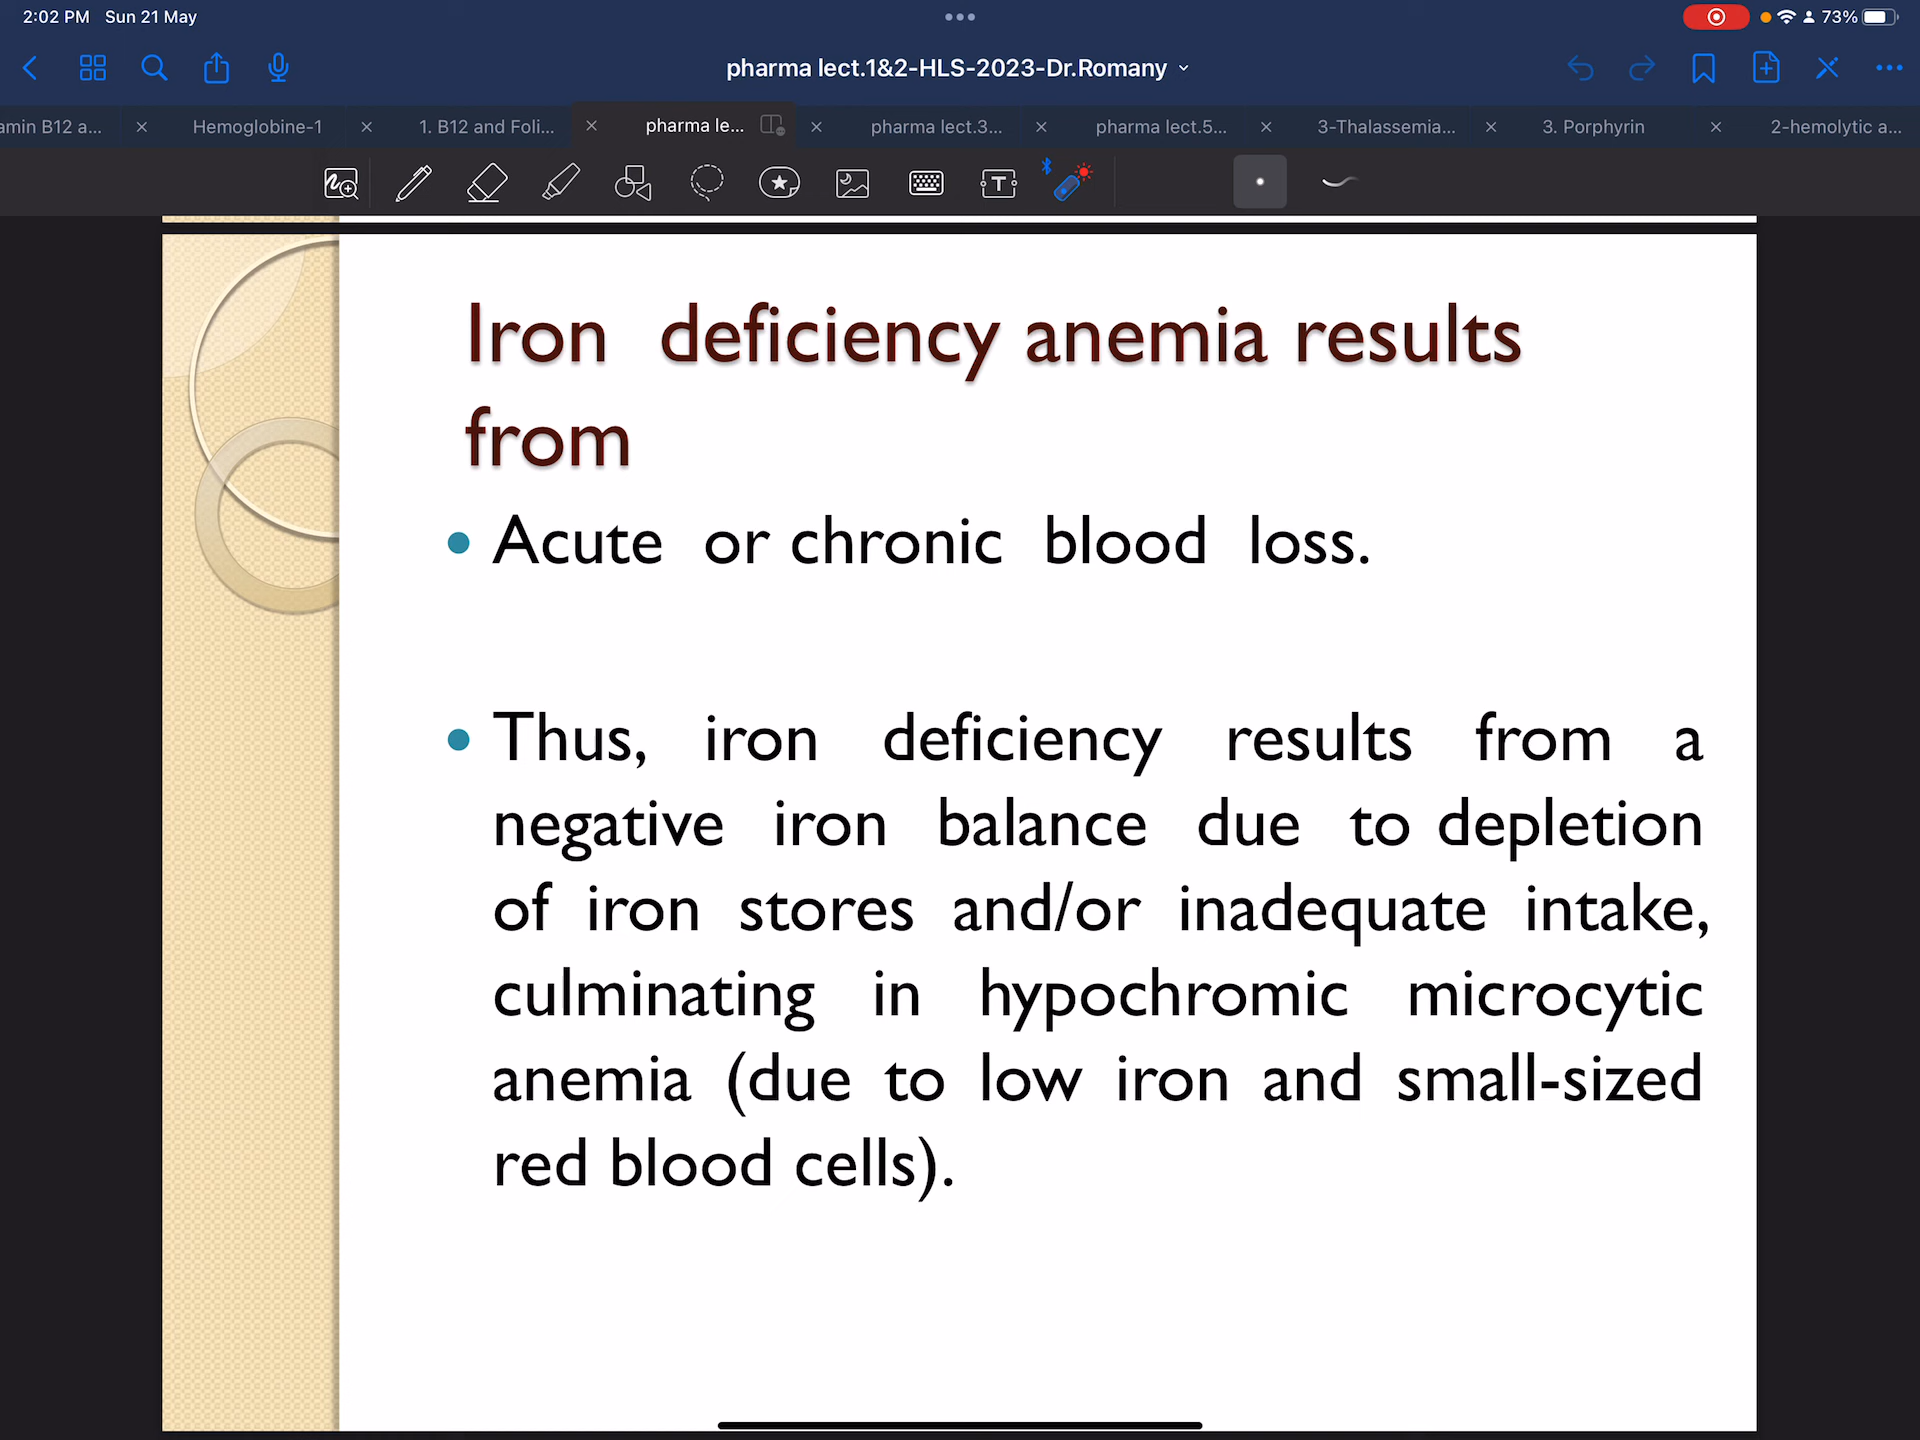 2:02 PM Sun 21 May
73%
pharma lect.1&2-HLS-2023-Dr.Romany
amin B12 a...
Hemoglobine-1
1. B12 and Foli...
pharma le...
pharma lect.3...
pharma lect.5...
3-Thalassemia...
3. Porphyrin
2-hemolytic a...
Iron deficiency anemia results
from
• Acute or chronic blood loss.
• Thus, iron deficiency results from a
negative iron balance due to depletion
of iron stores and/or inadequate intake,
culminating in hypochromic microcytic
anemia (due to low iron and small-sized
red blood cells).